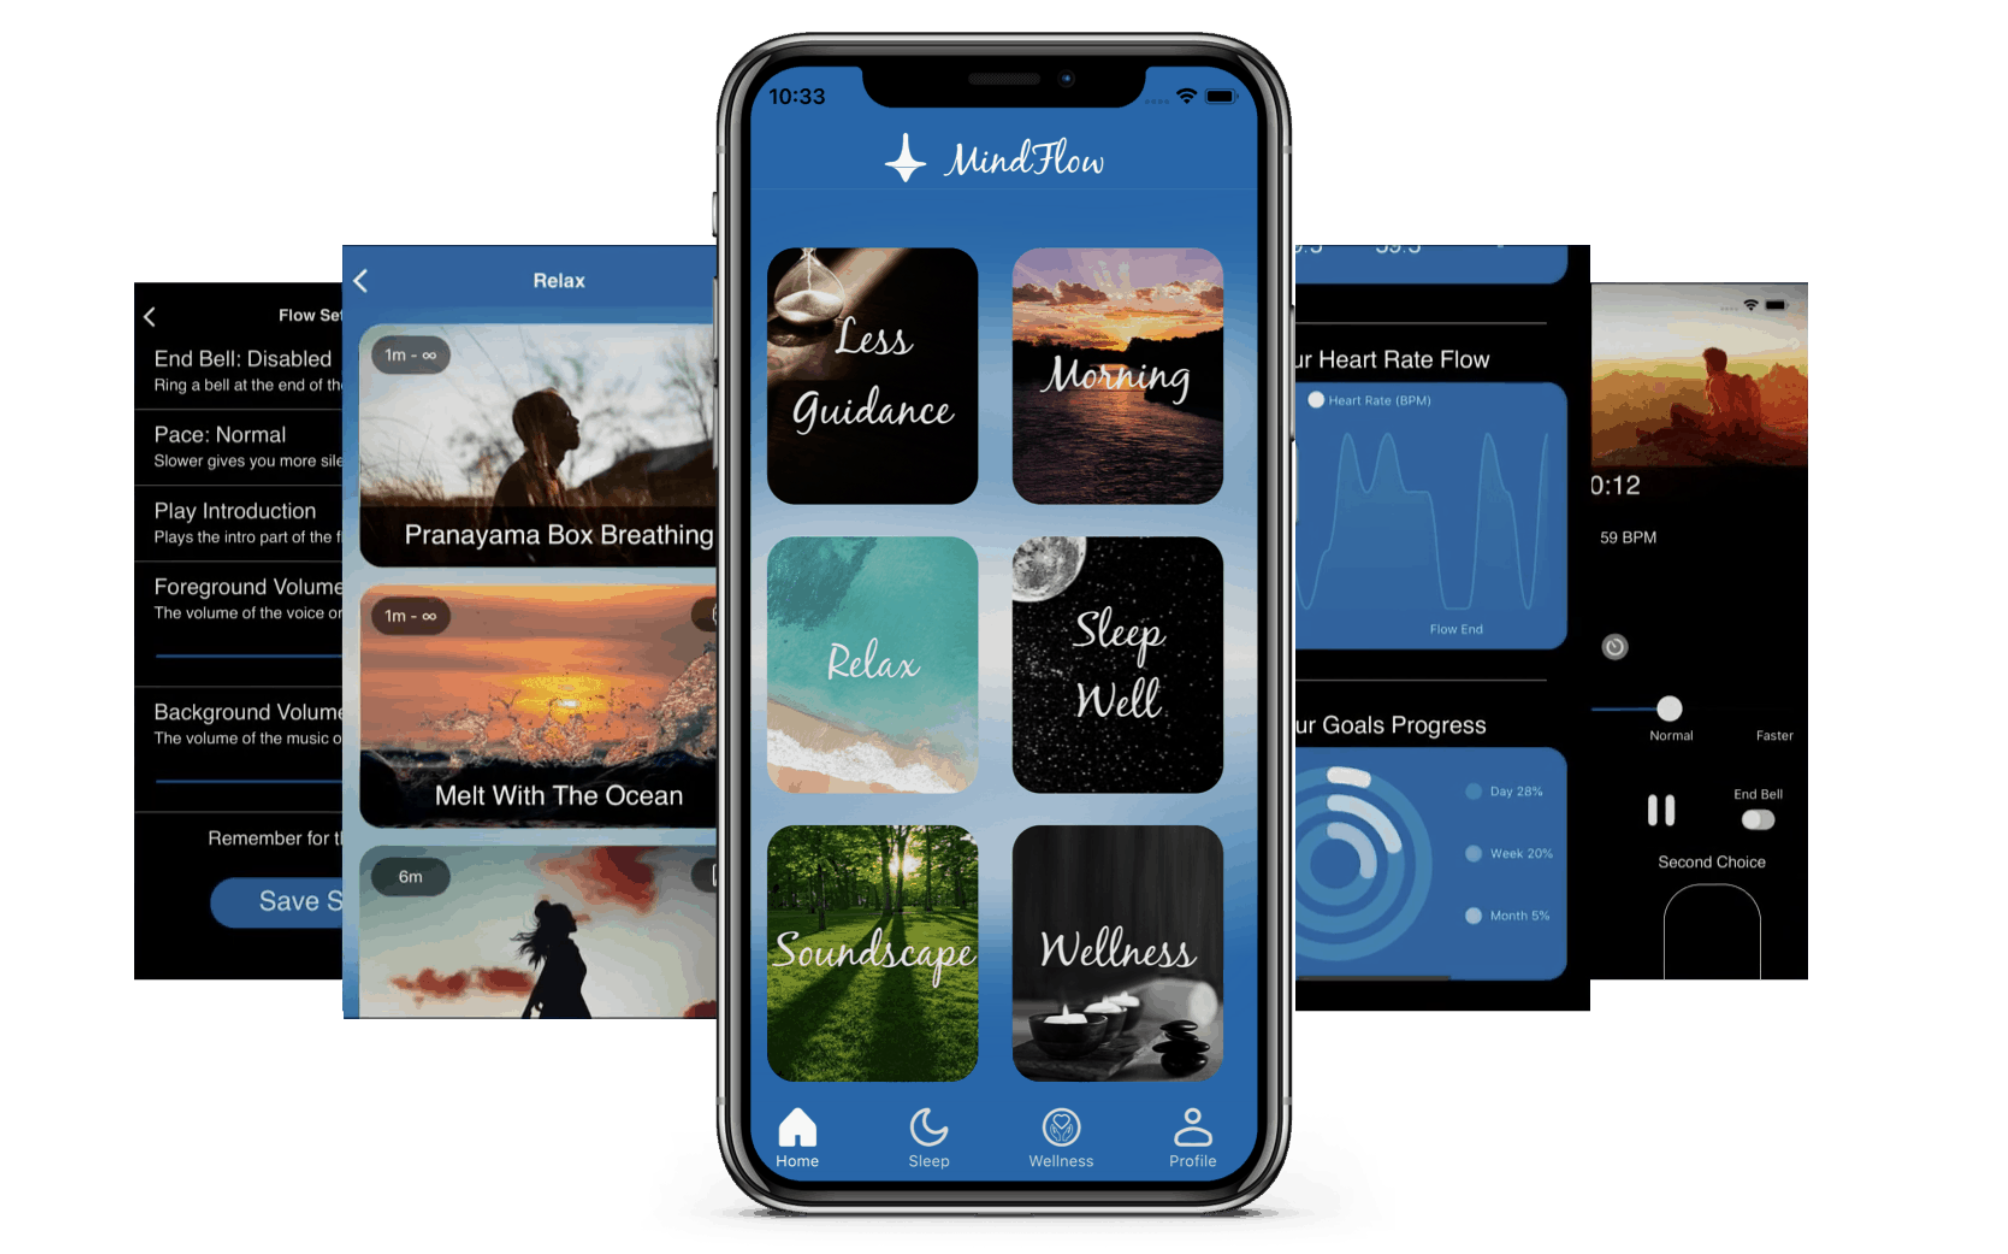 Flow Set
End Bell: Disabled
Ring a bell at the end of th
Pace: Normal
Slower gives you more sile
Play Introduction
Plays the intro part of the f
Foreground Volume
The volume of the voice or
Background Volume
The volume of the music o
Remember for th
Save S
Relax
1m - ∞
Pranayama Box Breathing
1m - ∞
Melt With The Ocean
6m
10:33
MindFlow
Less
Guidance
Morning
Relax
Sleep
Well
Soundscape
Wellness
Home
Sleep
Wellness
Profile
59.5
ur Heart Rate Flow
Heart Rate (BPM)
Flow End
ur Goals Progress
Day 28%
Week 20%
Month 5%
0:12
59 BPM
Normal
Faster
End Bell
Second Choice